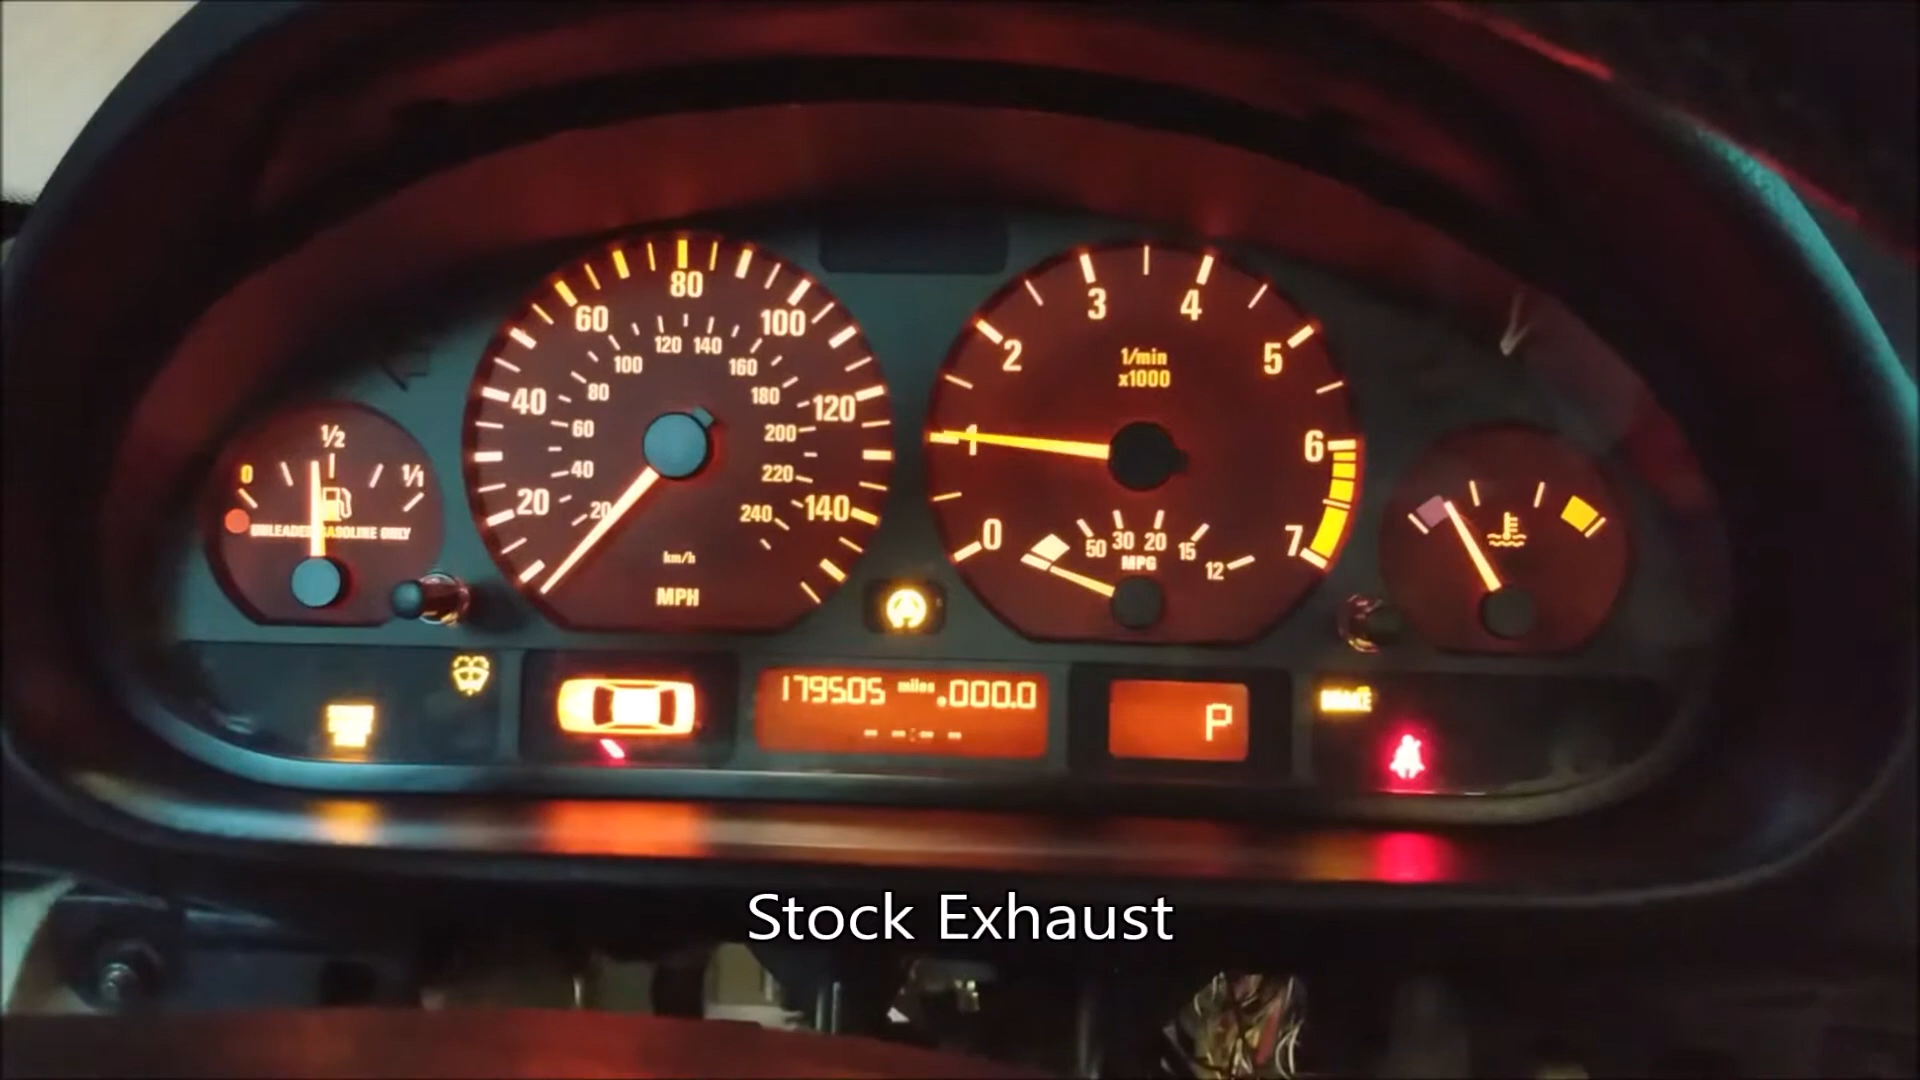 80
60
100
120 140
100
160
80
180
40
120
60
200
40
220
20
20
240
140
km/h
MPH
3
4
2
5
1/min
x1000
1
6
0
7
50 30 20 15 12
MPG
1/2
0
1/1
UNLEADED GASOLINE ONLY
179505 miles .000.0
-- : --
P
BRAKE
Stock Exhaust